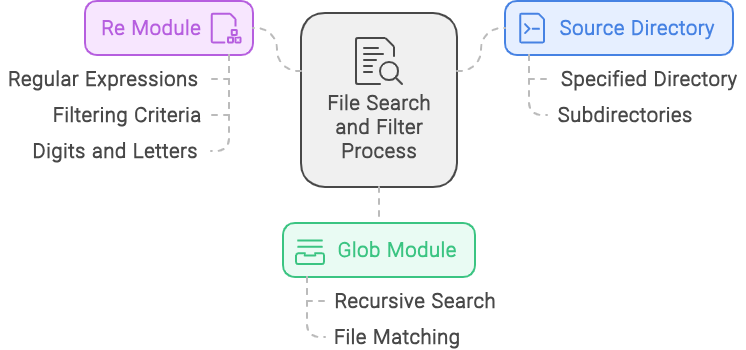 Re Module
Regular Expressions
Filtering Criteria
Digits and Letters
File Search
and Filter
Process
Source Directory
Specified Directory
Subdirectories
Glob Module
Recursive Search
File Matching